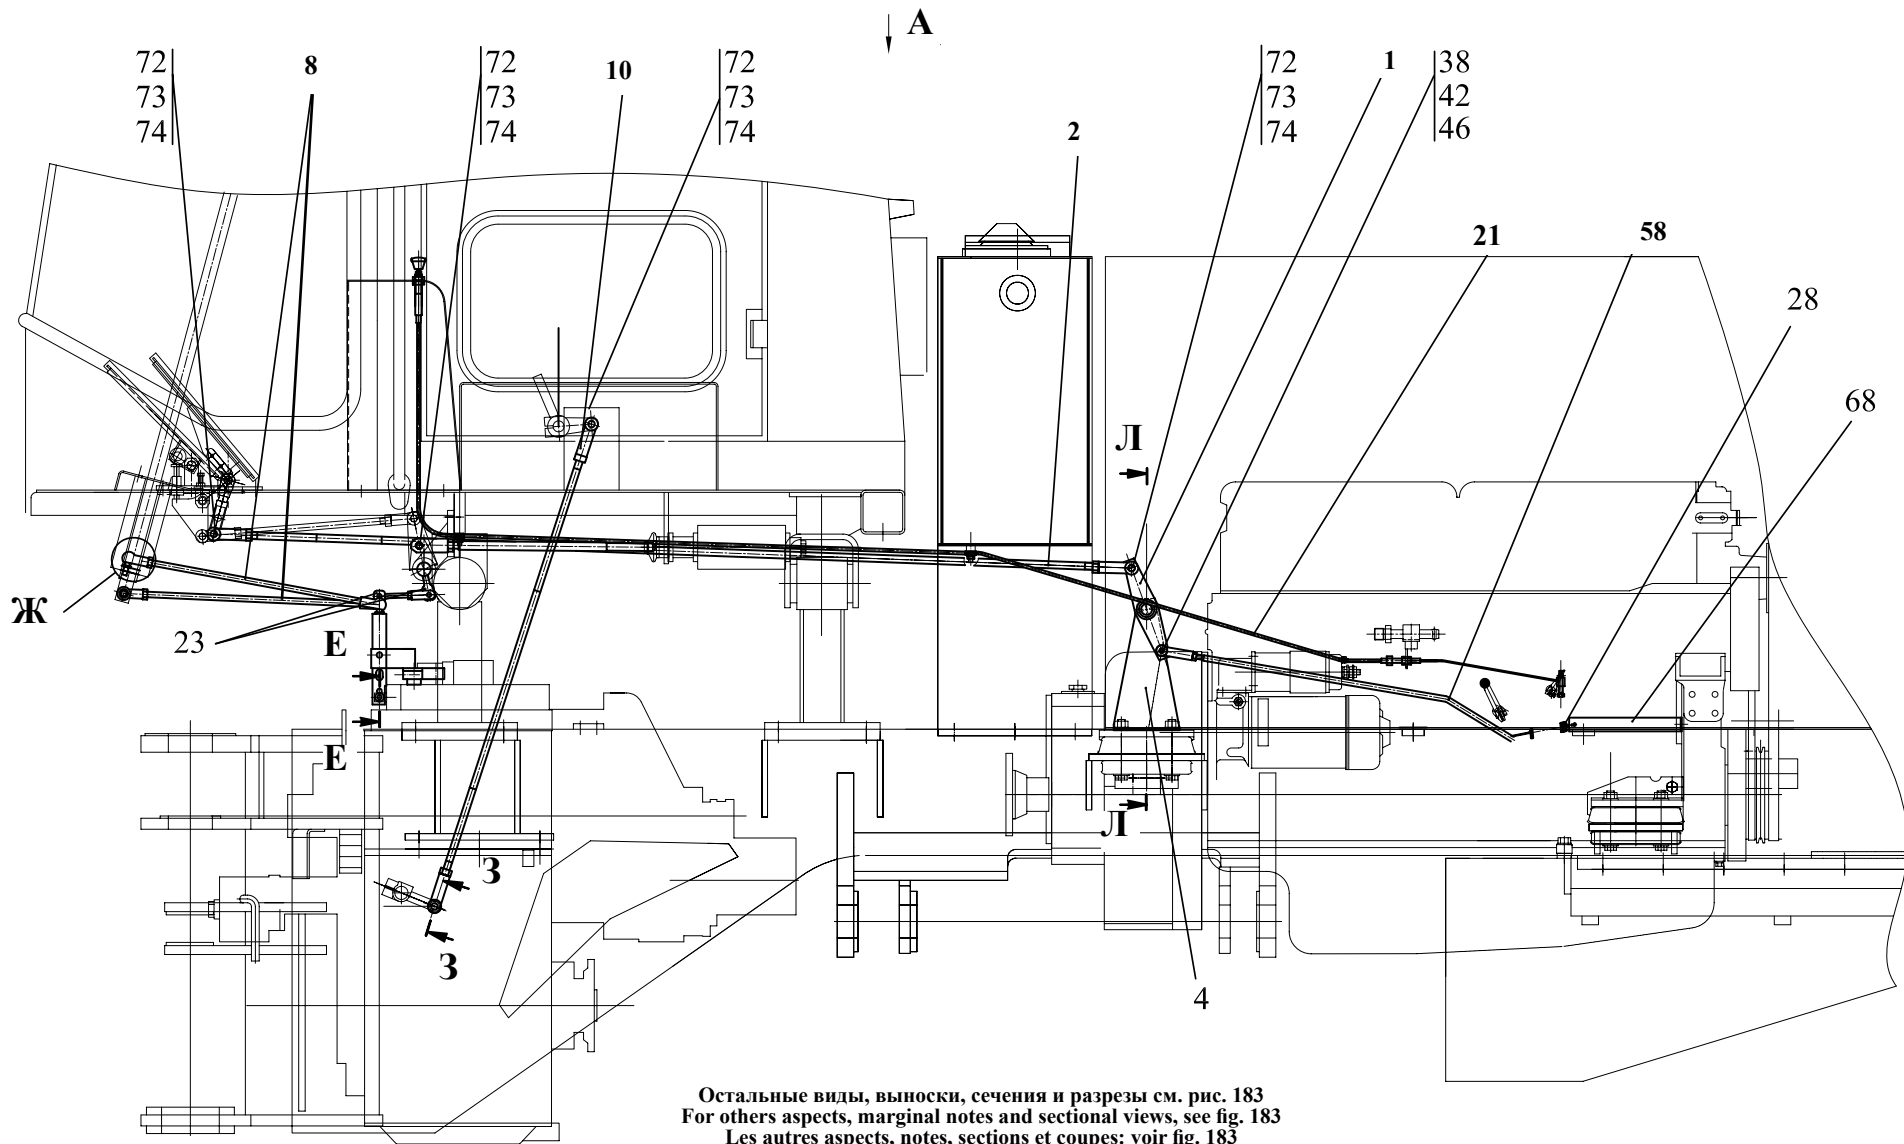 А
72
73
74
8
72
73
74
10
72
73
74
2
72
73
74
1
38
42
46
21
58
28
68
Л
Ж
23
Е
Е
Л
З
З
4
Остальные виды, выноски, сечения и разрезы см. рис. 183
For others aspects, marginal notes and sectional views, see fig. 183
Les autres aspects, notes, sections et coupes: voir fig. 183